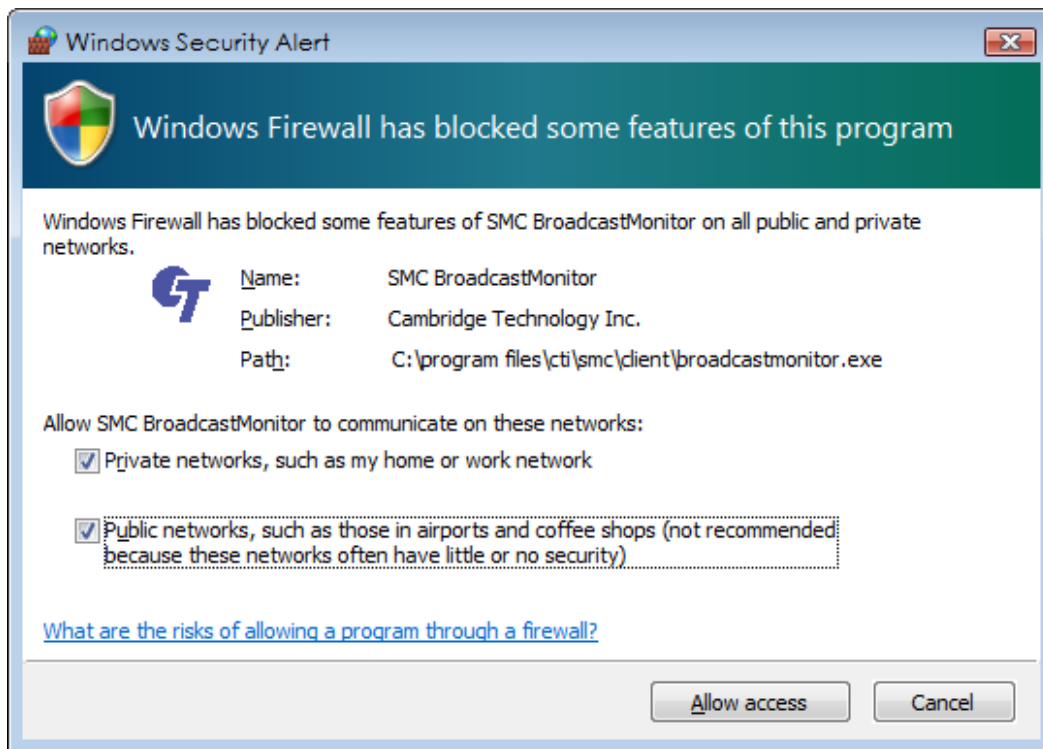 Windows Security Alert
Windows Firewall has blocked some features of this program
Windows Firewall has blocked some features of SMC BroadcastMonitor on all public and private
networks.
GT
Name: SMC BroadcastMonitor
Publisher: Cambridge Technology Inc.
Path: C:\program files\cti\smc\client\broadcastmonitor.exe
Allow SMC BroadcastMonitor to communicate on these networks:
Private networks, such as my home or work network
Public networks, such as those in airports and coffee shops (not recommended
because these networks often have little or no security)
What are the risks of allowing a program through a firewall?
Allow access Cancel